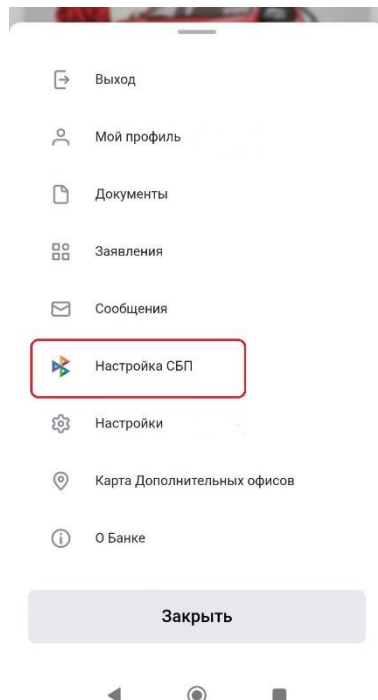 Выход
Мой профиль
Документы
Заявления
Сообщения
Настройка СБП
Настройки
Карта Дополнительных офисов
О Банке
Закрыть